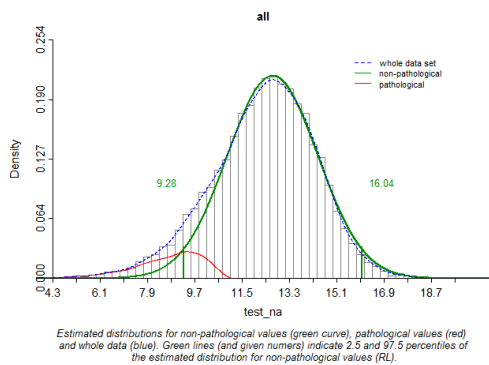 all
0.254
0.190
0.127
0.064
0.000
Density
whole data set
non-pathological
pathological
9.28
16.04
4.3 6.1 7.9 9.7 11.5 13.3 15.1 16.9 18.7
test_na
Estimated distributions for non-pathological values (green curve), pathological values (red)
and whole data (blue). Green lines (and given numers) indicate 2.5 and 97.5 percentiles of
the estimated distribution for non-pathological values (RL).